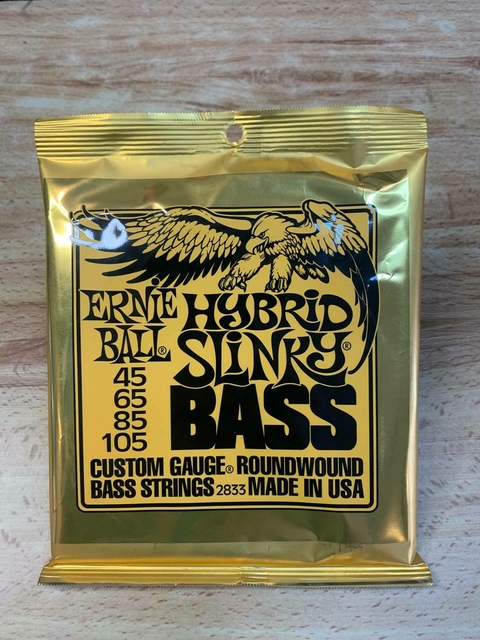 ERNiE BALL®
HYBRiD SLiNKY®
BASS
45
65
85
105
CUSTOM GAUGE® ROUNDWOUND
BASS STRINGS 2833 MADE IN USA